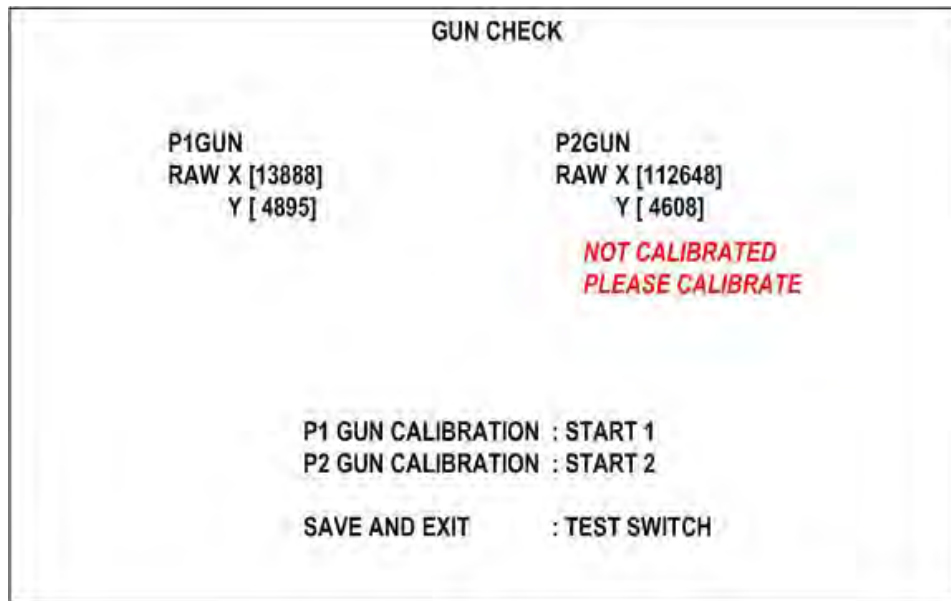 GUN CHECK
P1GUN
RAW X [13888]
Y [ 4895]
P2GUN
RAW X [112648]
Y [ 4608]
NOT CALIBRATED
PLEASE CALIBRATE
P1 GUN CALIBRATION : START 1
P2 GUN CALIBRATION : START 2
SAVE AND EXIT : TEST SWITCH